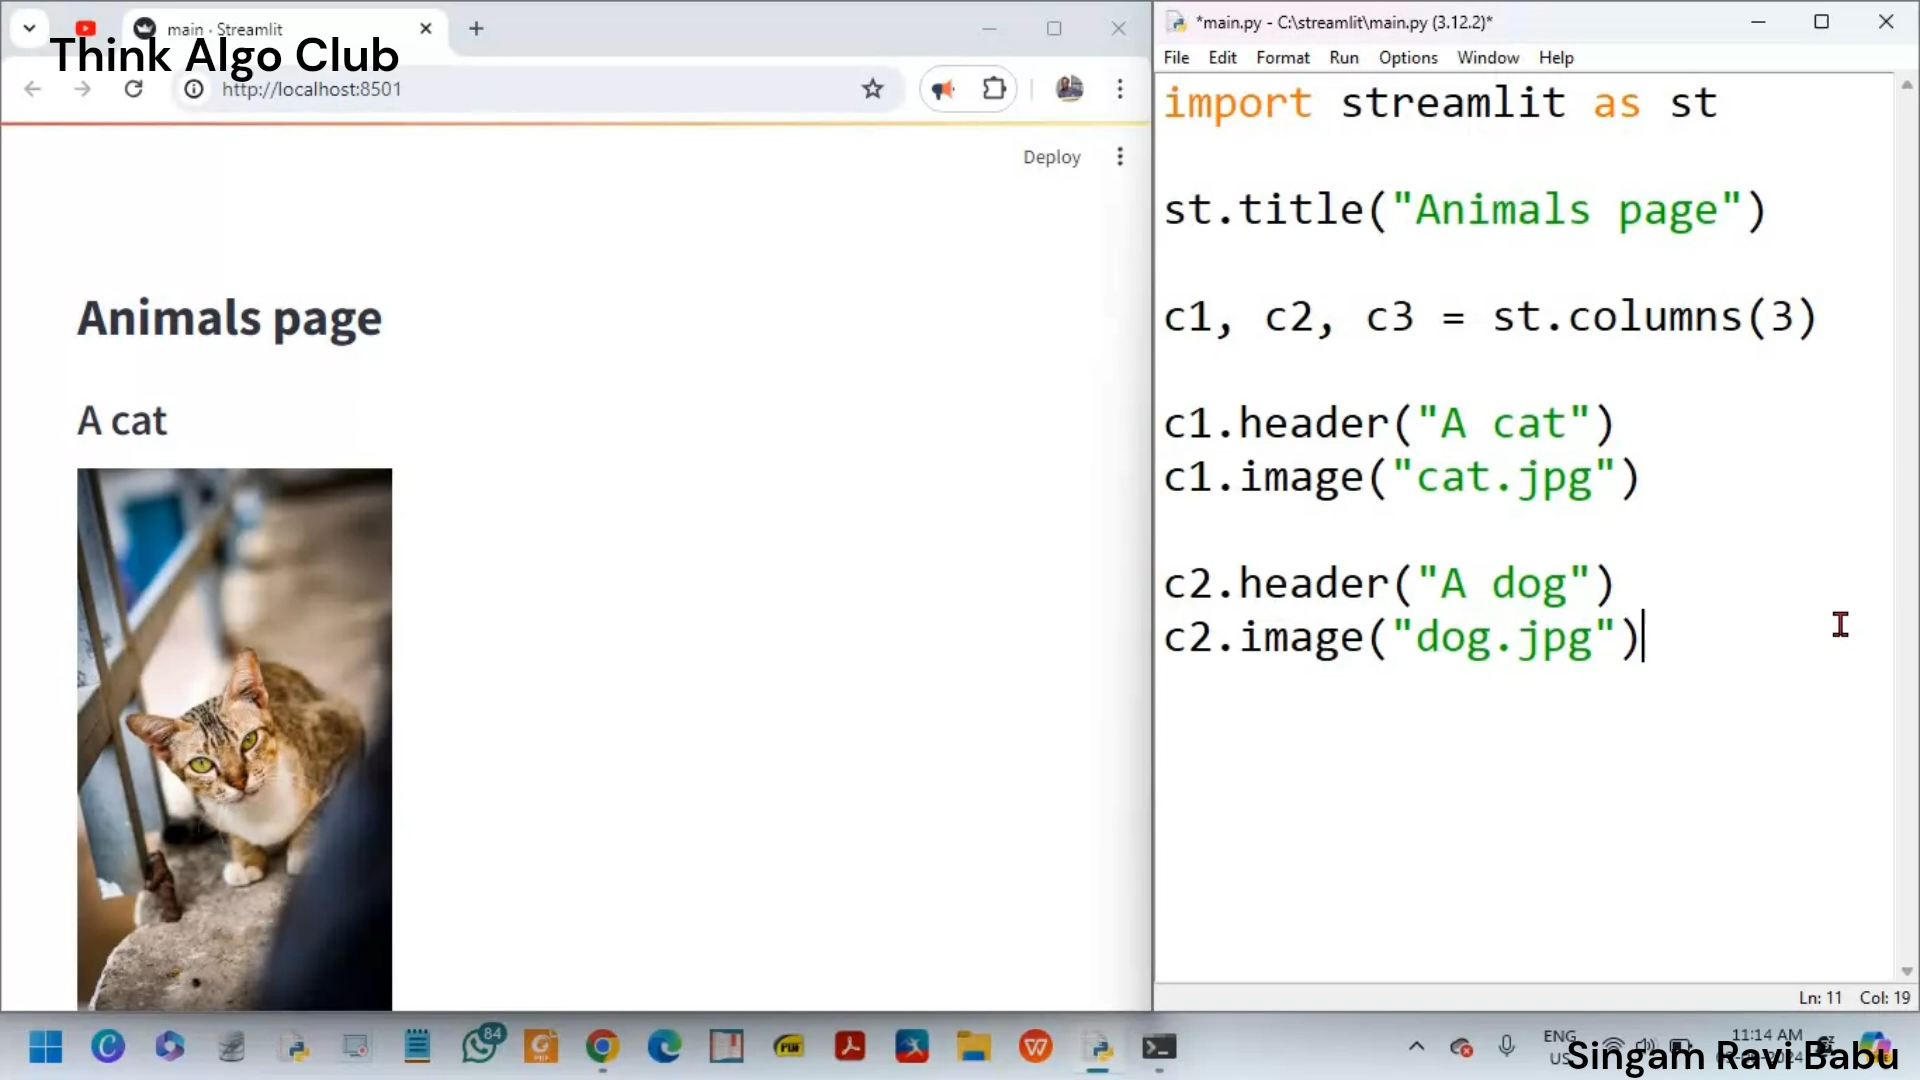 main · Streamlit
Think Algo Club
http://localhost:8501
Deploy
Animals page
A cat
*main.py - C:\streamlit\main.py (3.12.2)*
File Edit Format Run Options Window Help
import streamlit as st
st.title("Animals page")
c1, c2, c3 = st.columns(3)
c1.header("A cat")
c1.image("cat.jpg")
c2.header("A dog")
c2.image("dog.jpg")
Ln: 11 Col: 19
84
PDF
ENG
US
11:14 AM
Singam Ravi Babu